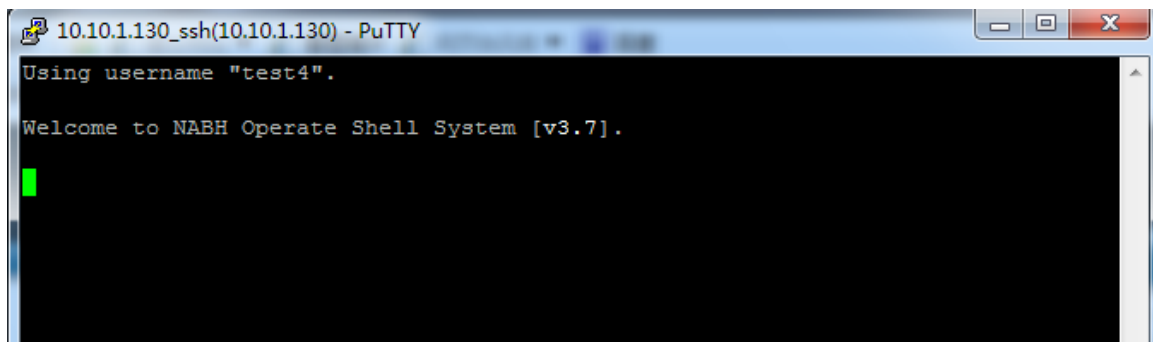 10.10.1.130_ssh(10.10.1.130) - PuTTY
Using username "test4".
Welcome to NABH Operate Shell System [v3.7].